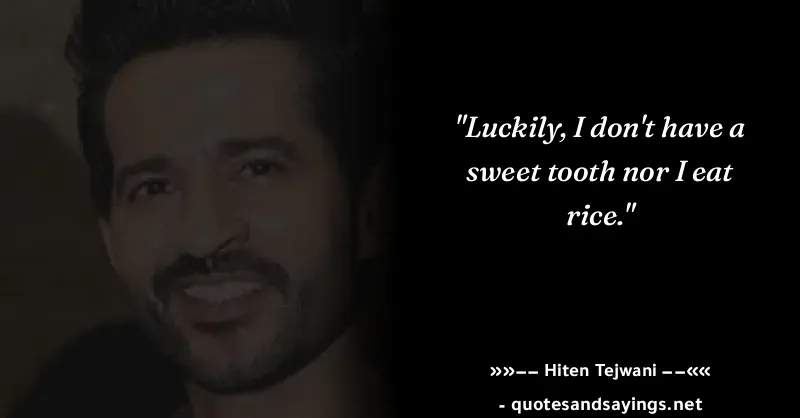 "Luckily, I don't have a
sweet tooth nor I eat
rice."
»»-- Hiten Tejwani --««
- quotesandsayings.net